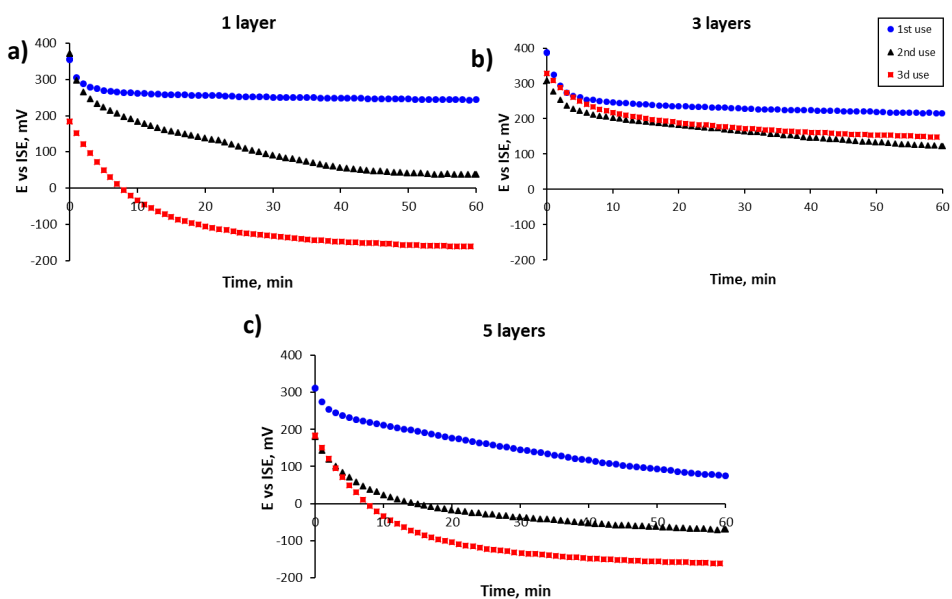 1 layer
a)
400
300
200
100
0
-100
-200
0
10
20
30
40
50
60
E vs ISE, mV
Time, min
3 layers
b)
400
300
200
100
0
-100
-200
0
10
20
30
40
50
60
E vs ISE, mV
Time, min
1st use
2nd use
3d use
5 layers
c)
400
300
200
100
0
-100
-200
0
10
20
30
40
50
60
E vs ISE, mV
Time, min